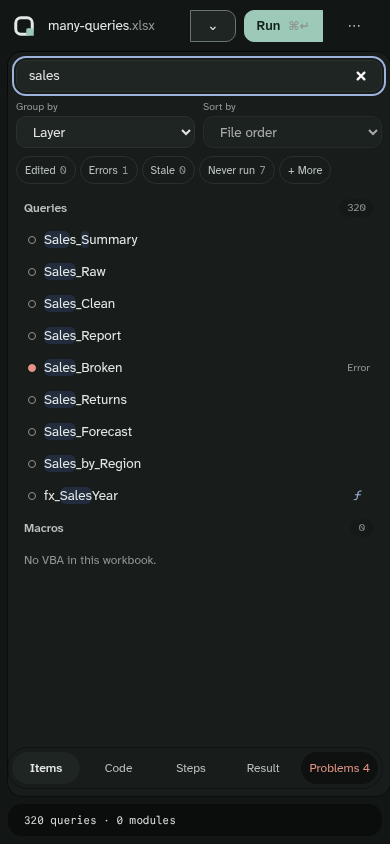 many-queries.xlsx
Run ⌘↵
sales
Group by
Sort by
Layer
File order
Edited 0
Errors 1
Stale 0
Never run 7
+ More
Queries 320
Sales_Summary
Sales_Raw
Sales_Clean
Sales_Report
Sales_Broken Error
Sales_Returns
Sales_Forecast
Sales_by_Region
fx_SalesYear ƒ
Macros 0
No VBA in this workbook.
Items
Code
Steps
Result
Problems 4
320 queries · 0 modules